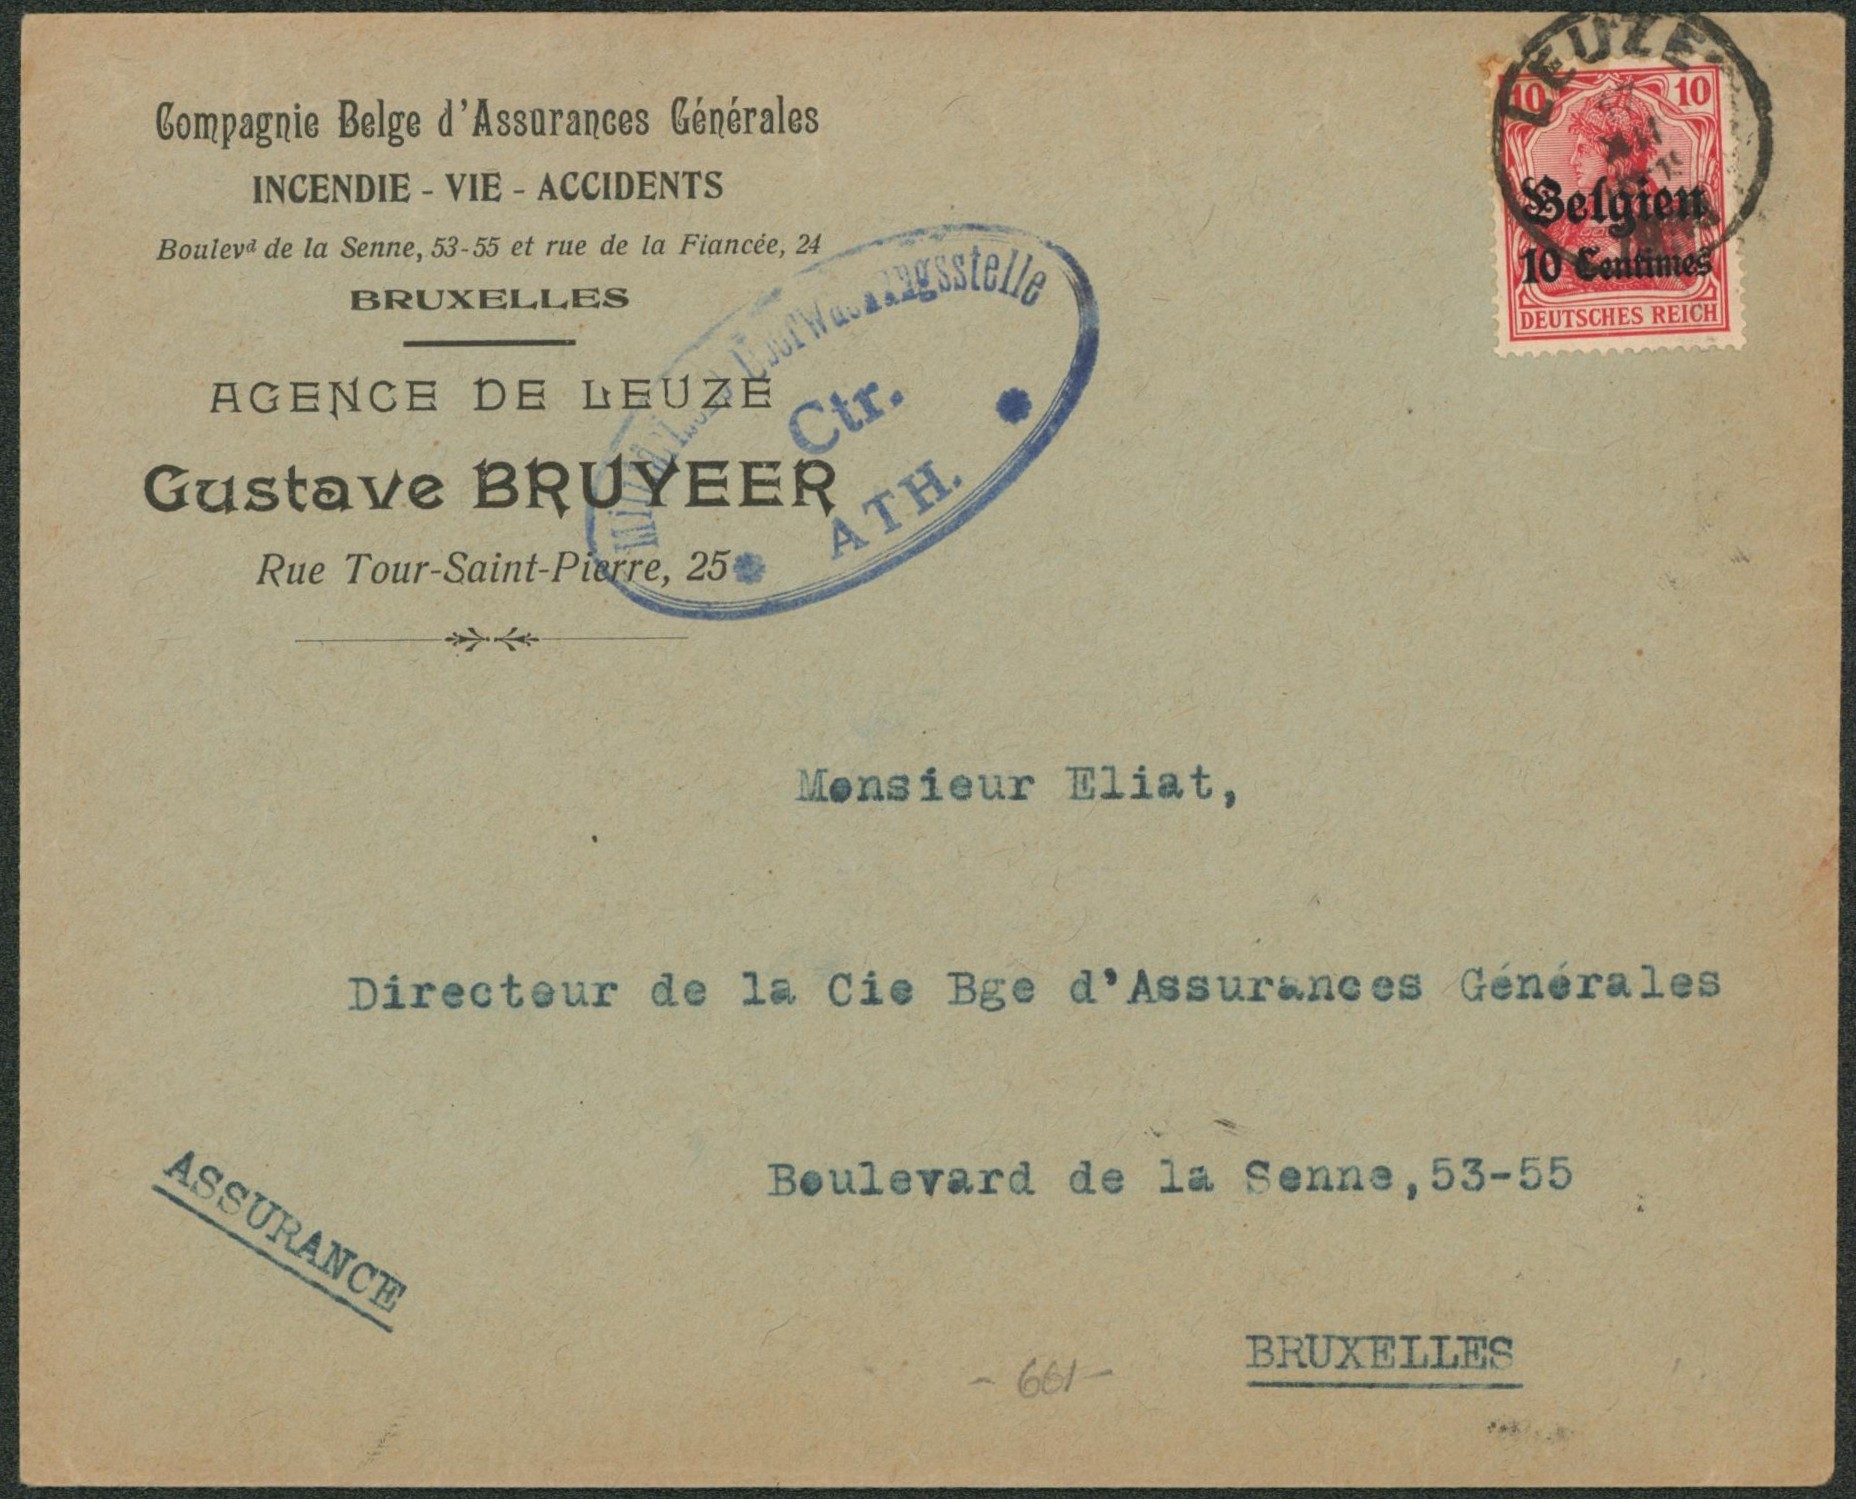 Compagnie Belge d'Assurances Générales
INCENDIE - VIE - ACCIDENTS
Boulevd de la Senne, 53-55 et rue de la Fiancée, 24
BRUXELLES
AGENCE DE LEUZE
Gustave BRUYEER
Rue Tour-Saint-Pierre, 25
Überwachungsstelle
Ctr.
ATH.
LEUZE
10 10
Belgien
10 Centimes
DEUTSCHES REICH
Monsieur Eliat,
Directeur de la Cie Bge d'Assurances Générales
Boulevard de la Senne,53-55
ASSURANCE
BRUXELLES
- 661 -